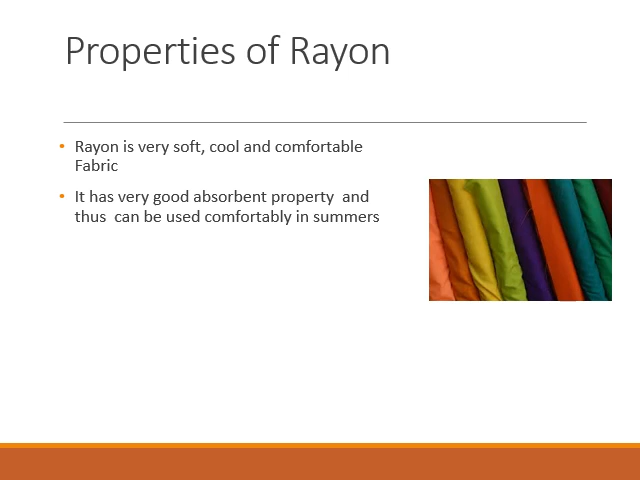 Properties of Rayon
• Rayon is very soft, cool and comfortable
Fabric
• It has very good absorbent property  and
thus  can be used comfortably in summers